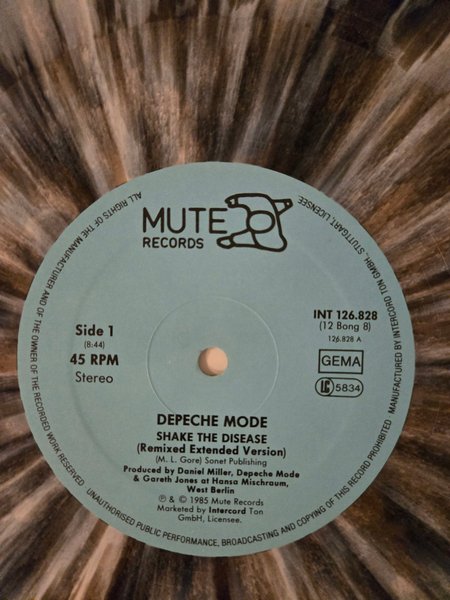 MUTE
RECORDS
INT 126.828
(12 Bong 8)
126.828 A
GEMA
LC 5834
Side 1
(8:44)
45 RPM
Stereo
DEPECHE MODE
SHAKE THE DISEASE
(Remixed Extended Version)
(M. L. Gore) Sonet Publishing
Produced by Daniel Miller, Depeche Mode
& Gareth Jones at Hansa Mischraum,
West Berlin
℗ & © 1985 Mute Records
Marketed by Intercord Ton
GmbH, Licensee.
ALL RIGHTS OF THE MANUFACTURER AND OF THE OWNER OF THE RECORDED WORK RESERVED. UNAUTHORISED PUBLIC PERFORMANCE, BROADCASTING AND COPYING OF THIS RECORD PROHIBITED MANUFACTURED BY INTERCORD TON GMBH., STUTTGART, LICENSEE.